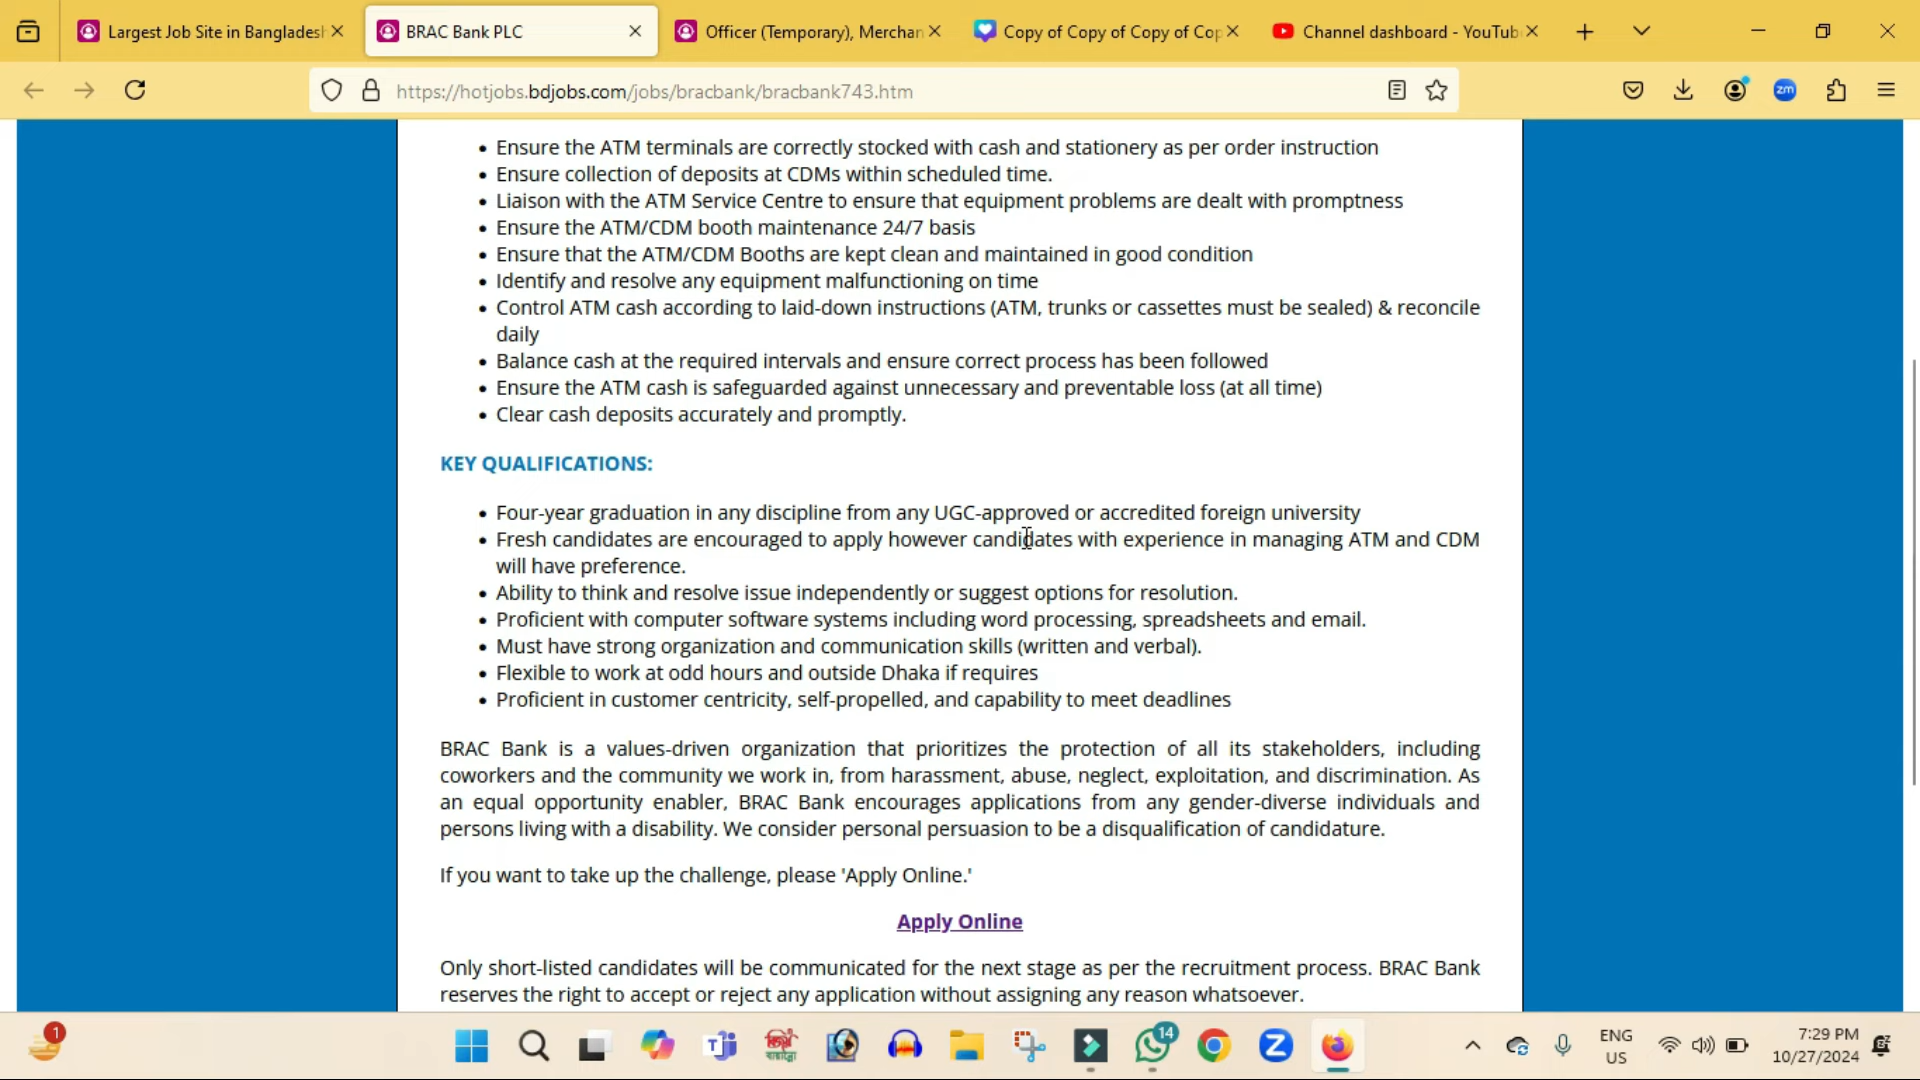 Largest Job Site in Banglades
BRAC Bank PLC
Officer (Temporary), Merchan
Copy of Copy of Copy of Cop
Channel dashboard - YouTub
https://hotjobs.bdjobs.com/jobs/bracbank/bracbank743.htm
zm
• Ensure the ATM terminals are correctly stocked with cash and stationery as per order instruction
• Ensure collection of deposits at CDMs within scheduled time.
• Liaison with the ATM Service Centre to ensure that equipment problems are dealt with promptness
• Ensure the ATM/CDM booth maintenance 24/7 basis
• Ensure that the ATM/CDM Booths are kept clean and maintained in good condition
• Identify and resolve any equipment malfunctioning on time
• Control ATM cash according to laid-down instructions (ATM, trunks or cassettes must be sealed) & reconcile
daily
• Balance cash at the required intervals and ensure correct process has been followed
• Ensure the ATM cash is safeguarded against unnecessary and preventable loss (at all time)
• Clear cash deposits accurately and promptly.
KEY QUALIFICATIONS:
• Four-year graduation in any discipline from any UGC-approved or accredited foreign university
• Fresh candidates are encouraged to apply however candidates with experience in managing ATM and CDM
will have preference.
• Ability to think and resolve issue independently or suggest options for resolution.
• Proficient with computer software systems including word processing, spreadsheets and email.
• Must have strong organization and communication skills (written and verbal).
• Flexible to work at odd hours and outside Dhaka if requires
• Proficient in customer centricity, self-propelled, and capability to meet deadlines
BRAC Bank is a values-driven organization that prioritizes the protection of all its stakeholders, including
coworkers and the community we work in, from harassment, abuse, neglect, exploitation, and discrimination. As
an equal opportunity enabler, BRAC Bank encourages applications from any gender-diverse individuals and
persons living with a disability. We consider personal persuasion to be a disqualification of candidature.
If you want to take up the challenge, please 'Apply Online.'
Apply Online
Only short-listed candidates will be communicated for the next stage as per the recruitment process. BRAC Bank
reserves the right to accept or reject any application without assigning any reason whatsoever.
1
14
ENG
US
7:29 PM
10/27/2024